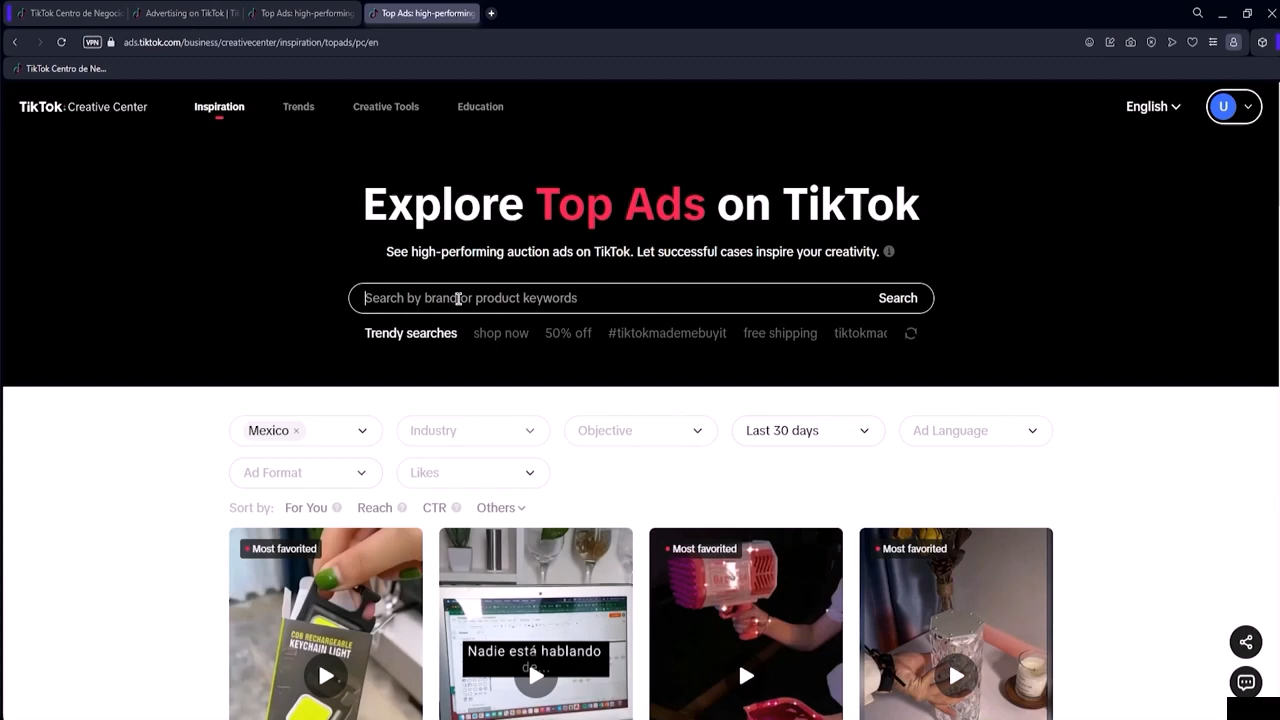 TikTok Centro de Negocio
Advertising on TikTok | Ti
Top Ads: high-performing
Top Ads: high-performing
VPN
ads.tiktok.com/business/creativecenter/inspiration/topads/pc/en
TikTok Centro de Ne...
TikTok: Creative Center
Inspiration
Trends
Creative Tools
Education
English
U
Explore Top Ads on TikTok
See high-performing auction ads on TikTok. Let successful cases inspire your creativity.
Search by brand or product keywords
Search
Trendy searches shop now 50% off #tiktokmademebuyit free shipping tiktokmad
Mexico ×
Industry
Objective
Last 30 days
Ad Language
Ad Format
Likes
Sort by: For You Reach CTR Others
Most favorited
Most favorited
Most favorited
COB RECHARGEABLE
KEYCHAIN LIGHT
Nadie está hablando
de...